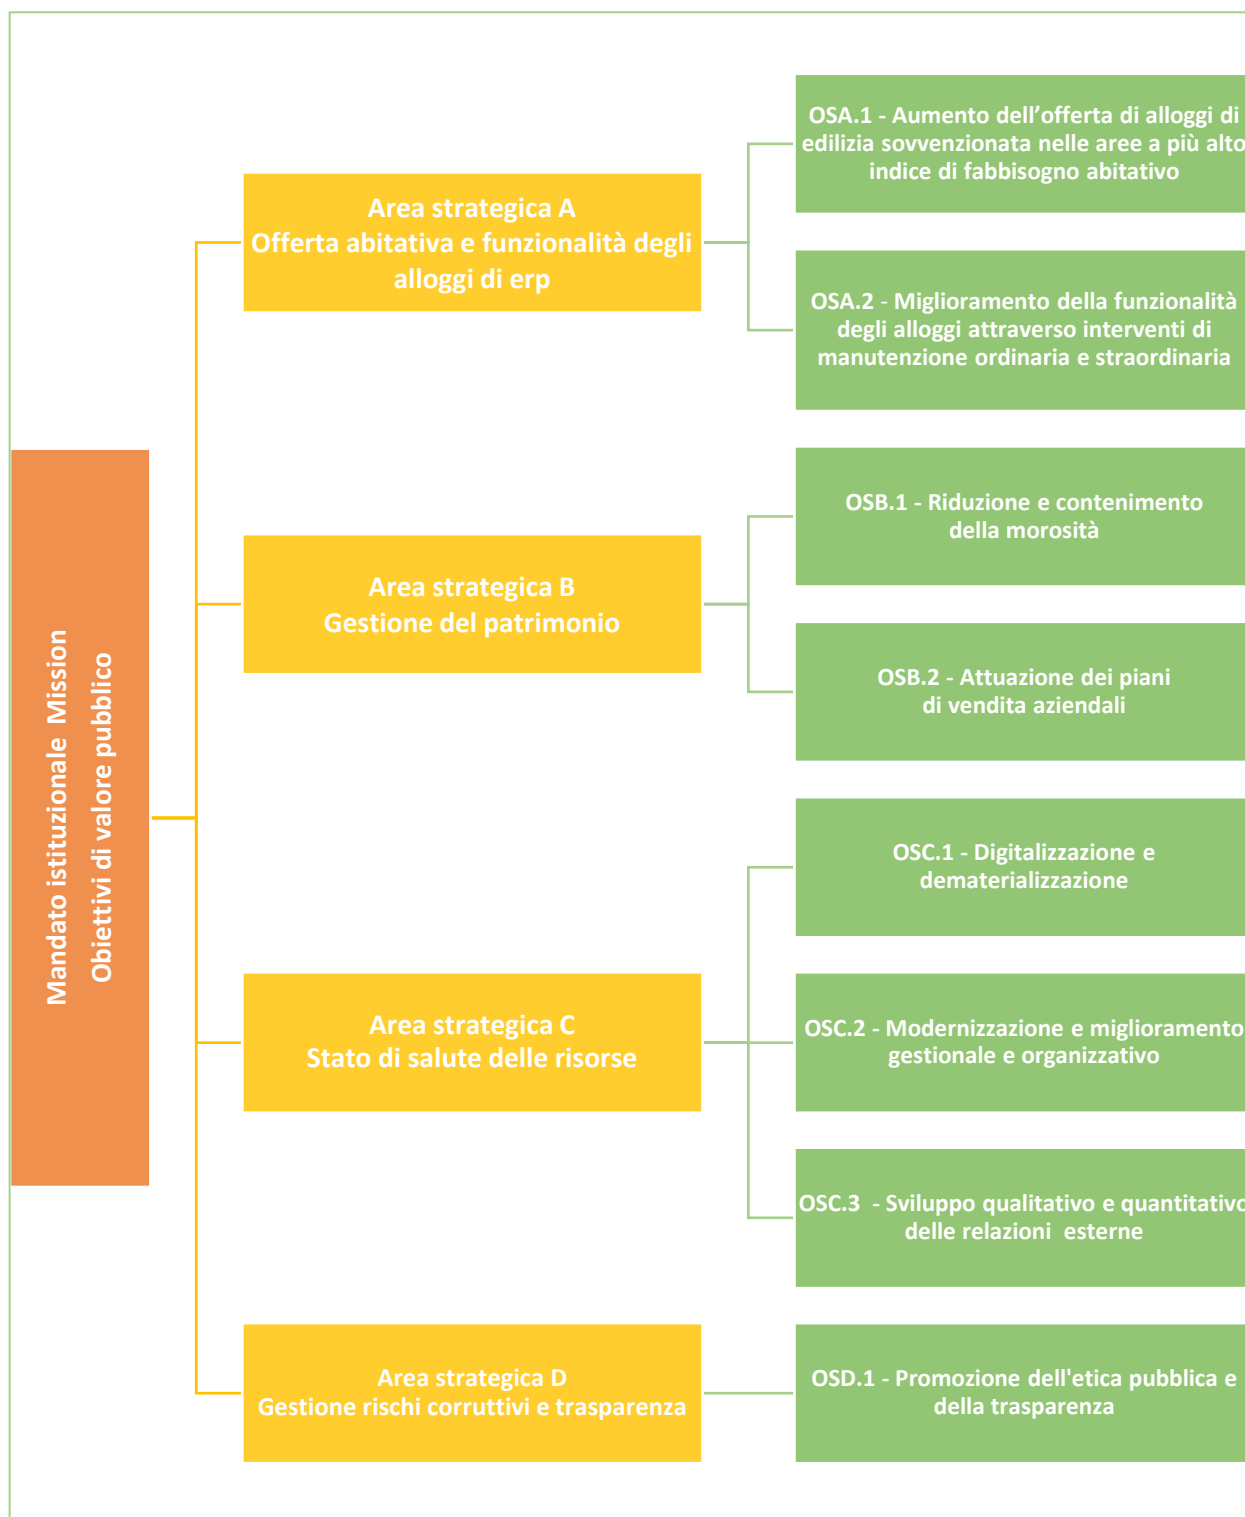 Mandato istituzionale  Mission
Obiettivi di valore pubblico
Area strategica A
Offerta abitativa e funzionalità degli
alloggi di erp
OSA.1 - Aumento dell’offerta di alloggi di
edilizia sovvenzionata nelle aree a più alto
indice di fabbisogno abitativo
OSA.2 - Miglioramento della funzionalità
degli alloggi attraverso interventi di
manutenzione ordinaria e straordinaria
Area strategica B
Gestione del patrimonio
OSB.1 - Riduzione e contenimento
della morosità
OSB.2 - Attuazione dei piani
di vendita aziendali
Area strategica C
Stato di salute delle risorse
OSC.1 - Digitalizzazione e
dematerializzazione
OSC.2 - Modernizzazione e miglioramento
gestionale e organizzativo
OSC.3  - Sviluppo qualitativo e quantitativo
delle relazioni  esterne
Area strategica D
Gestione rischi corruttivi e trasparenza
OSD.1 - Promozione dell'etica pubblica e
della trasparenza